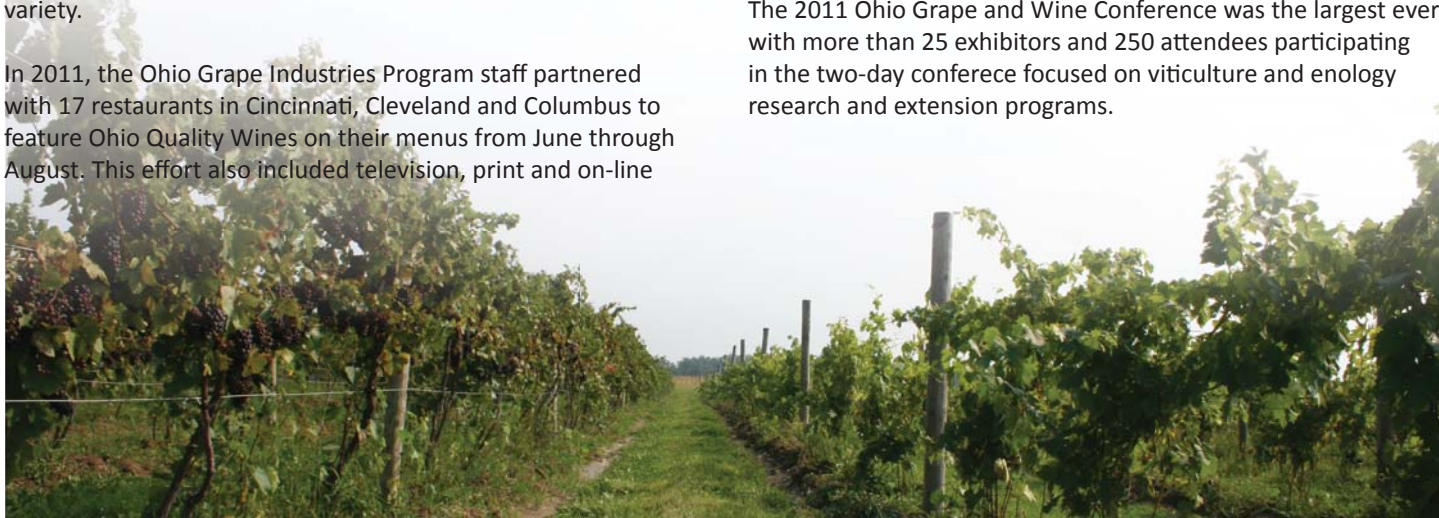 variety.
In 2011, the Ohio Grape Industries Program staff partnered
with 17 restaurants in Cincinnati, Cleveland and Columbus to
feature Ohio Quality Wines on their menus from June through
August. This effort also included television, print and on-line
The 2011 Ohio Grape and Wine Conference was the largest ever
with more than 25 exhibitors and 250 attendees participating
in the two-day conferece focused on viticulture and enology
research and extension programs.